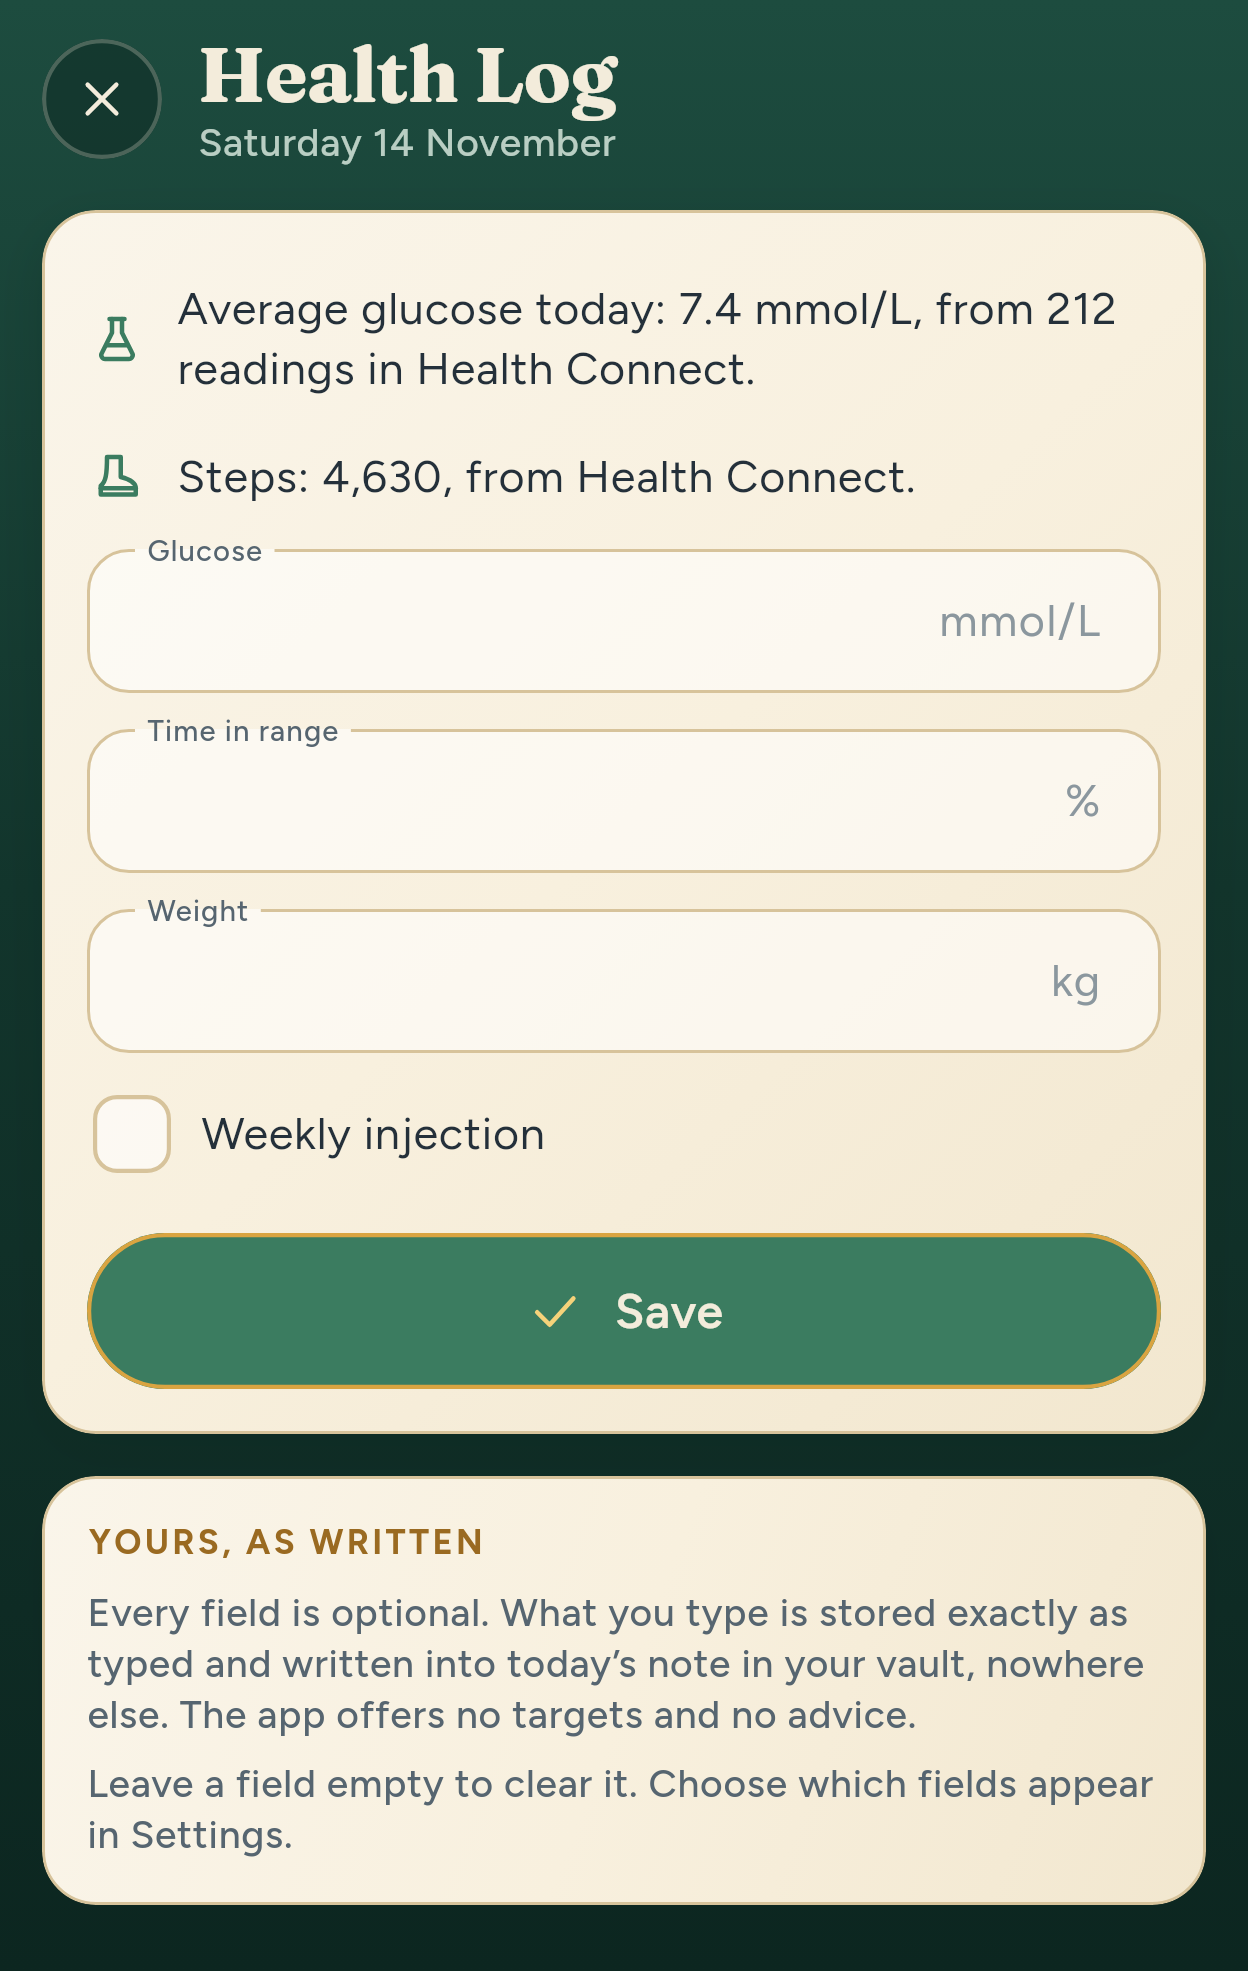 Health Log
Saturday 14 November
Average glucose today: 7.4 mmol/L, from 212
readings in Health Connect.
Steps: 4,630, from Health Connect.
Glucose
mmol/L
Time in range
%
Weight
kg
Weekly injection
Save
YOURS, AS WRITTEN
Every field is optional. What you type is stored exactly as
typed and written into today’s note in your vault, nowhere
else. The app offers no targets and no advice.
Leave a field empty to clear it. Choose which fields appear
in Settings.